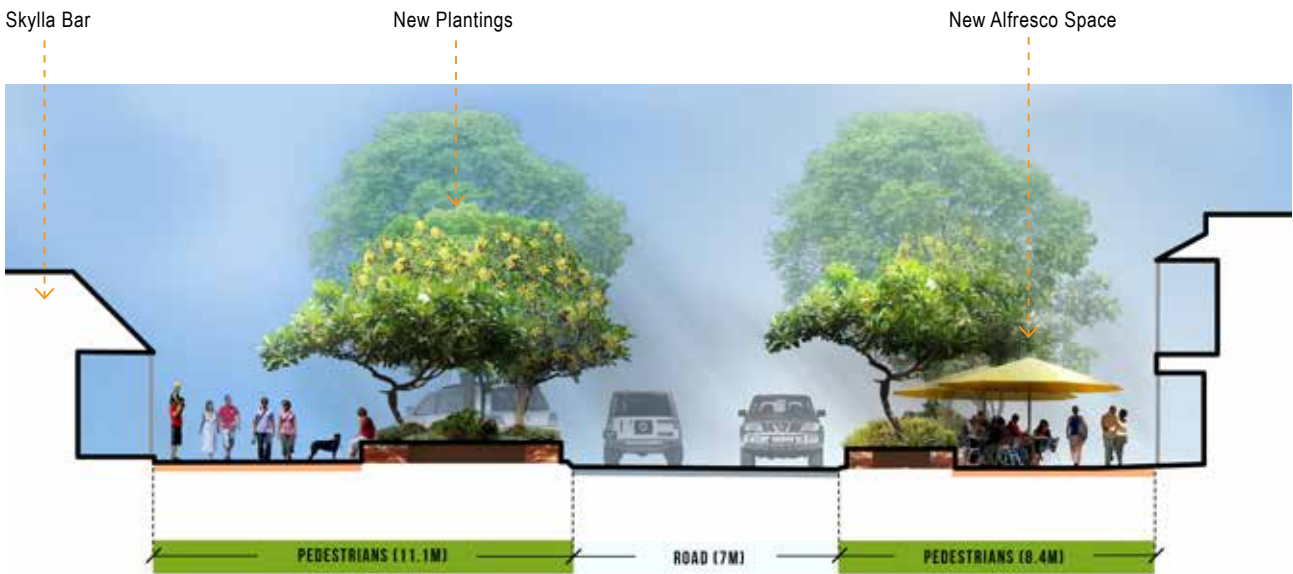 Skylla Bar
New Plantings
New Alfresco Space
PEDESTRIANS (11.1M)
ROAD (7M)
PEDESTRIANS (8.4M)